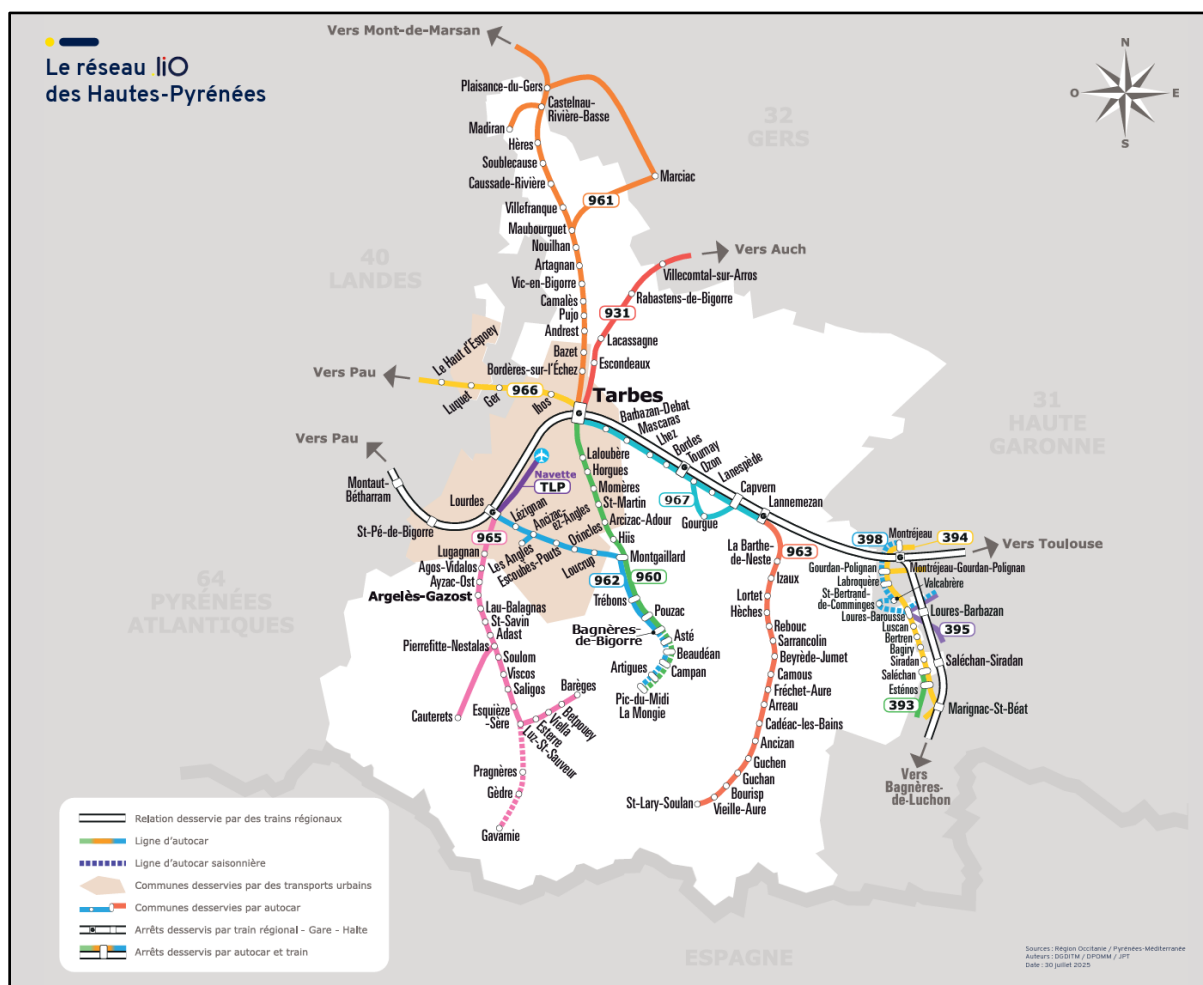 Le réseau liO
des Hautes-Pyrénées
Vers Mont-de-Marsan
N
O
E
S
32
GERS
40
LANDES
31
HAUTE
GARONNE
64
PYRÉNÉES
ATLANTIQUES
ESPAGNE
Plaisance-du-Gers
Castelnau-
Rivière-Basse
Madiran
Hères
Soublecause
Caussade-Rivière
Marciac
Villefranque
961
Maubourguet
Nouilhan
Artagnan
Vic-en-Bigorre
Camalès
Pujo
Andrest
Bazet
Bordères-sur-l'Échez
Vers Auch
Villecomtal-sur-Arros
Rabastens-de-Bigorre
931
Lacassagne
Escondeaux
Vers Pau
Le Haut d'Espoey
Luquet
Ger
966
Ibos
Tarbes
Vers Pau
Montaut-
Bétharram
St-Pé-de-Bigorre
Lourdes
Navette
TLP
Barbazan-Debat
Mascaras
Lhez
Bordes
Tournay
Ozon
Lanespède
Capvern
Lannemezan
967
Gourgue
Laloubère
Horgues
Momères
St-Martin
Arcizac-Adour
Hiis
Montgaillard
Lézignan
Arcizac-
ez-Angles
Les Angles
Escoubès-Pouts
Orincles
Loucrup
962
960
Trébons
Pouzac
Bagnères-
de-Bigorre
Asté
Beaudéan
Campan
Artigues
Pic-du-Midi
La Mongie
965
Lugagnan
Agos-Vidalos
Ayzac-Ost
Argelès-Gazost
Lau-Balagnas
St-Savin
Adast
Pierrefitte-Nestalas
Soulom
Viscos
Saligos
Cauterets
Esquièze-
Sère
Barèges
Betpouey
Viella
Esterre
Luz-St-Sauveur
Pragnères
Gèdre
Gavarnie
La Barthe-
de-Neste
963
Izaux
Lortet
Hèches
Rebouc
Sarrancolin
Beyrède-Jumet
Camous
Fréchet-Aure
Arreau
Cadéac-les-Bains
Ancizan
Guchen
Guchan
Bourisp
Vieille-Aure
St-Lary-Soulan
398
Montréjeau
394
Vers Toulouse
Gourdan-Polignan
Montréjeau-Gourdan-Polignan
Labroquère
Valcabrère
St-Bertrand-
de-Comminges
Loures-Barousse
Loures-Barbazan
395
Luscan
Bertren
Bagiry
Siradan
Saléchan-Siradan
Saléchan
Esténos
393
Marignac-St-Béat
Vers
Bagnères-
de-Luchon
Relation desservie par des trains régionaux
Ligne d'autocar
Ligne d'autocar saisonnière
Communes desservies par des transports urbains
Communes desservies par autocar
Arrêts desservis par train régional - Gare - Halte
Arrêts desservis par autocar et train
Sources : Région Occitanie / Pyrénées-Méditerranée
Auteurs : DGDITM / DPOMM / JPT
Date : 30 juillet 2025